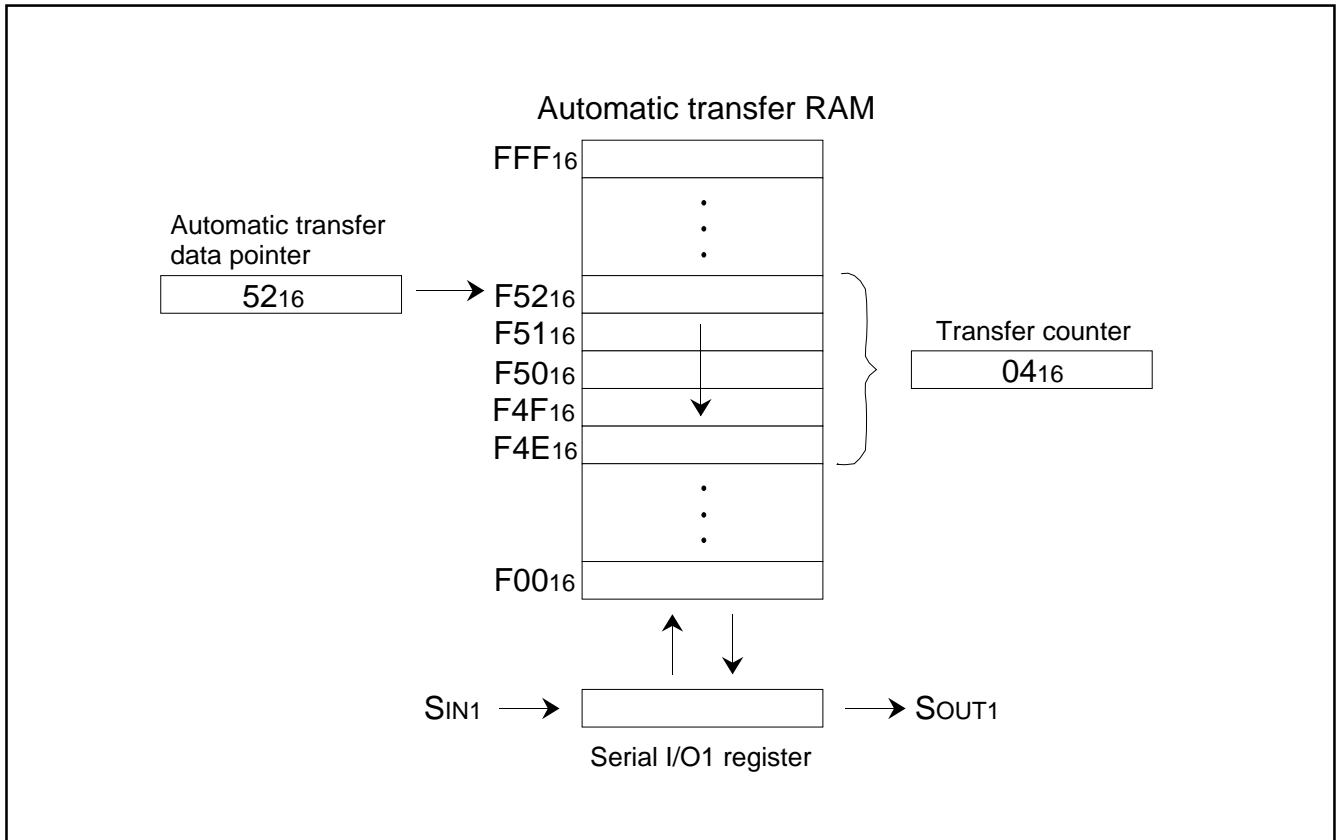 Automatic transfer RAM
FFF16
Automatic transfer
data pointer
5216
F5216
F5116
F5016
F4F16
F4E16
Transfer counter
0416
F0016
SIN1
SOUT1
Serial I/O1 register